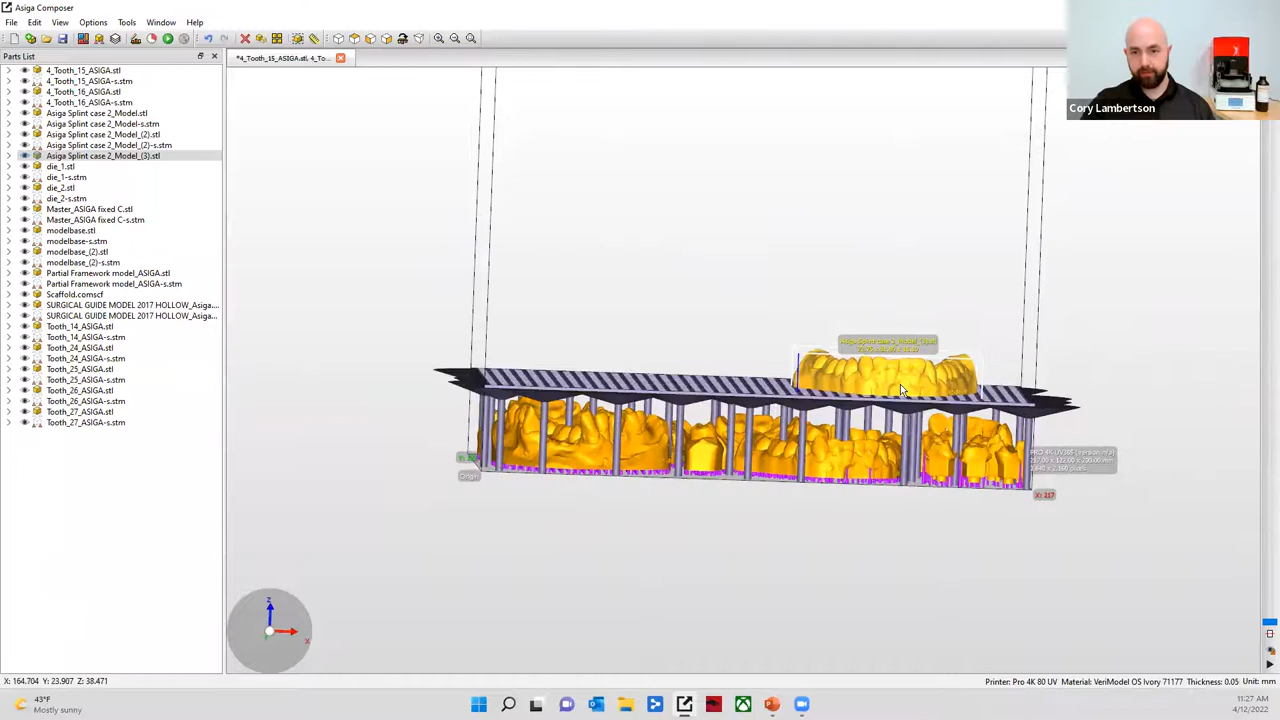 Asiga Composer
File Edit View Options Tools Window Help
Parts List
*4_Tooth_15_ASIGA.stl, 4_To...
4_Tooth_15_ASIGA.stl
4_Tooth_15_ASIGA-s.stm
4_Tooth_16_ASIGA.stl
4_Tooth_16_ASIGA-s.stm
Asiga Splint case 2_Model.stl
Asiga Splint case 2_Model-s.stm
Asiga Splint case 2_Model_(2).stl
Asiga Splint case 2_Model_(2)-s.stm
Asiga Splint case 2_Model_(3).stl
die_1.stl
die_1-s.stm
die_2.stl
die_2-s.stm
Master_ASIGA fixed C.stl
Master_ASIGA fixed C-s.stm
modelbase.stl
modelbase-s.stm
modelbase_(2).stl
modelbase_(2)-s.stm
Partial Framework model_ASIGA.stl
Partial Framework model_ASIGA-s.stm
Scaffold.comscf
SURGICAL GUIDE MODEL 2017 HOLLOW_Asiga....
SURGICAL GUIDE MODEL 2017 HOLLOW_Asiga...
Tooth_14_ASIGA.stl
Tooth_14_ASIGA-s.stm
Tooth_24_ASIGA.stl
Tooth_24_ASIGA-s.stm
Tooth_25_ASIGA.stl
Tooth_25_ASIGA-s.stm
Tooth_26_ASIGA.stl
Tooth_26_ASIGA-s.stm
Tooth_27_ASIGA.stl
Tooth_27_ASIGA-s.stm
Cory Lambertson
Origin
X: 217
Z
X
X: 164.704 Y: 23.907 Z: 38.471
Printer: Pro 4K 80 UV Material: VeriModel OS Ivory 71177 Thickness: 0.05 Unit: mm
43°F
Mostly sunny
11:27 AM
4/12/2022